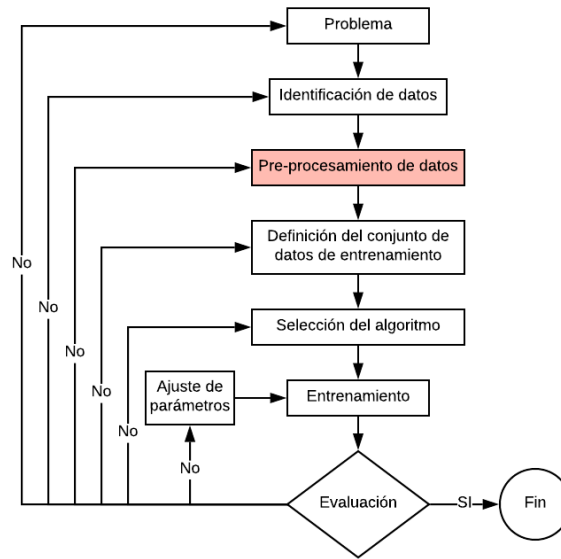 Problema
Identificación de datos
Pre-procesamiento de datos
Definición del conjunto de
datos de entrenamiento
Selección del algoritmo
Ajuste de
parámetros
Entrenamiento
Evaluación
SI
Fin
No
No
No
No
No
No